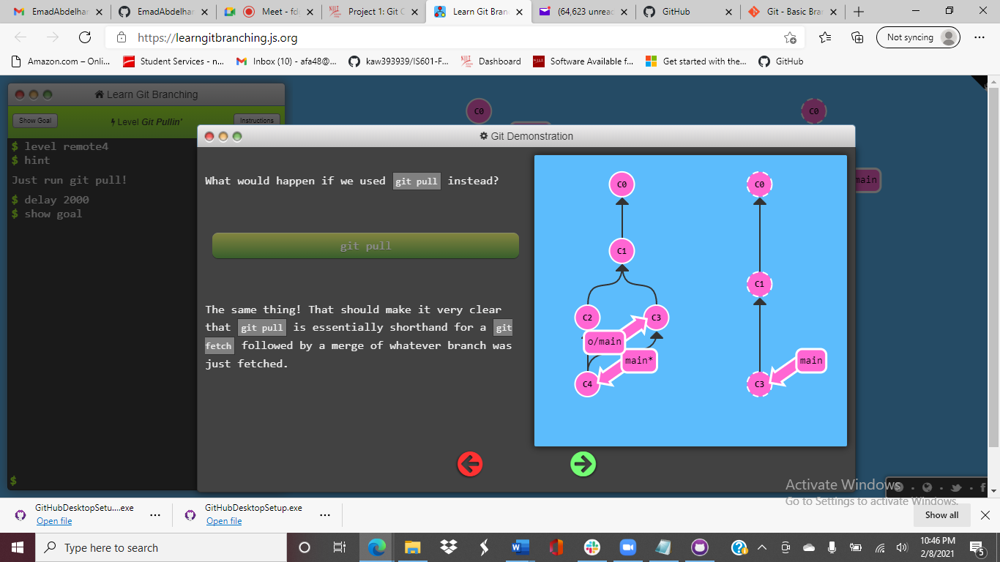 EmadAbdelhar
EmadAbdelhar
Meet - fd
Project 1: Git C
Learn Git Bran
(64,623 unrea
GitHub
Git - Basic Bra
https://learngitbranching.js.org
Not syncing
Amazon.com – Onli...
Student Services - n...
Inbox (10) - afa48@...
kaw393939/IS601-F...
Dashboard
Software Available f...
Get started with the...
GitHub
Learn Git Branching
Show Goal
Level Git Pullin'
Instructions
$ level remote4
$ hint
Just run git pull!
$ delay 2000
$ show goal
$
C0
C0
main
Git Demonstration
What would happen if we used git pull instead?
git pull
The same thing! That should make it very clear
that git pull is essentially shorthand for a git
fetch followed by a merge of whatever branch was
just fetched.
C0
C0
C1
C1
C2
C3
o/main
main*
main
C4
C3
Activate Windows
Go to Settings to activate Windows.
GitHubDesktopSetu....exe
Open file
GitHubDesktopSetup.exe
Open file
Show all
Type here to search
10:46 PM
2/8/2021
5